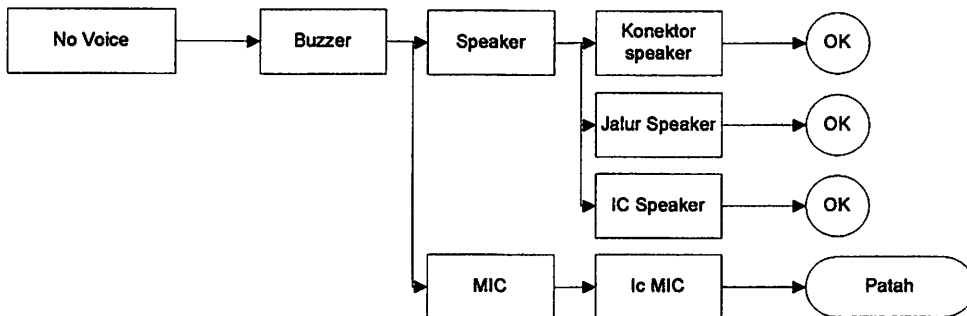 No Voice
Buzzer
Speaker
Konektor
speaker
OK
Jalur Speaker
OK
IC Speaker
OK
MIC
Ic MIC
Patah